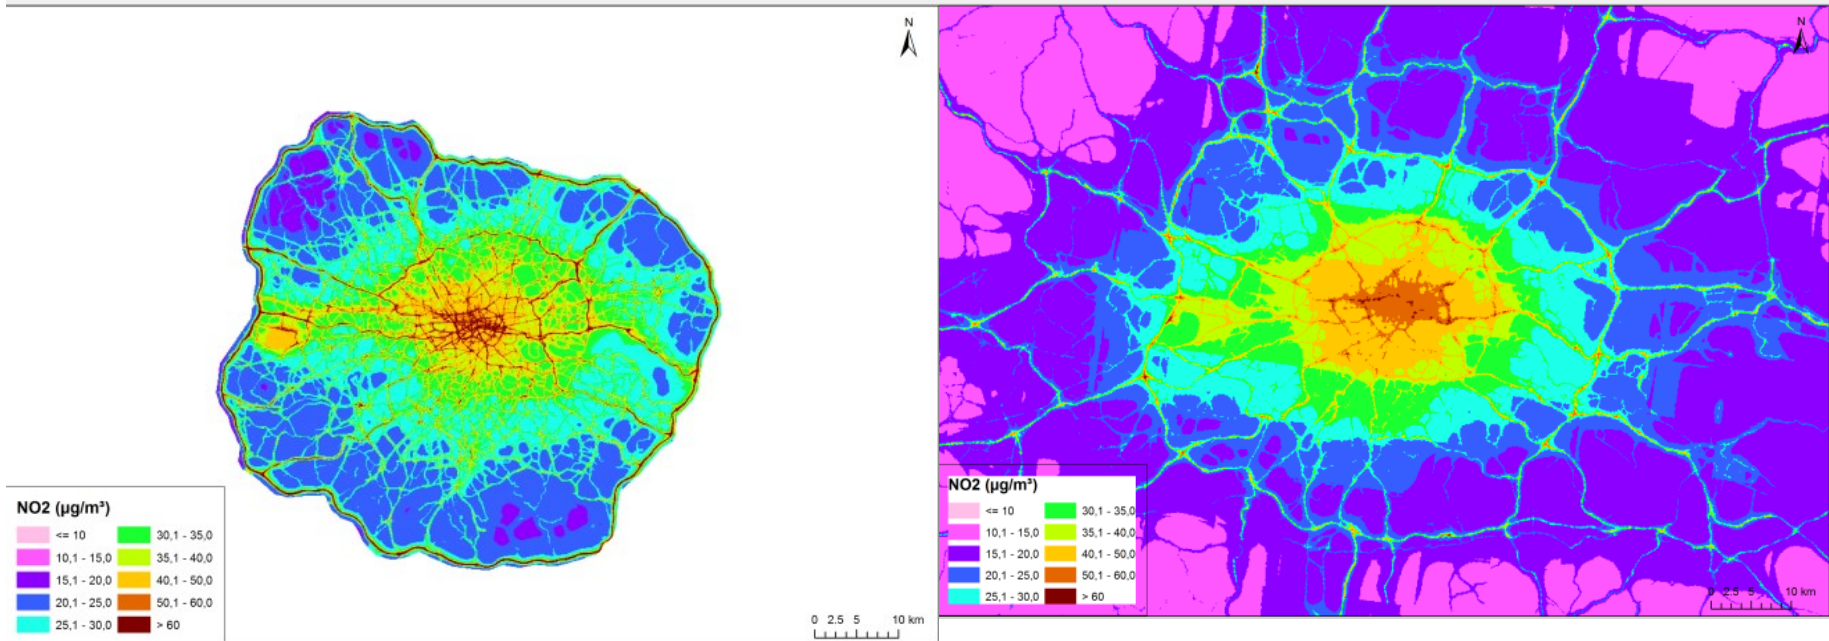 N
NO2 (µg/m³)
<= 10 30,1 - 35,0
10,1 - 15,0 35,1 - 40,0
15,1 - 20,0 40,1 - 50,0
20,1 - 25,0 50,1 - 60,0
25,1 - 30,0 > 60
0 2.5 5 10 km
N
NO2 (µg/m³)
<= 10 30,1 - 35,0
10,1 - 15,0 35,1 - 40,0
15,1 - 20,0 40,1 - 50,0
20,1 - 25,0 50,1 - 60,0
25,1 - 30,0 > 60
0 2.5 5 10 km